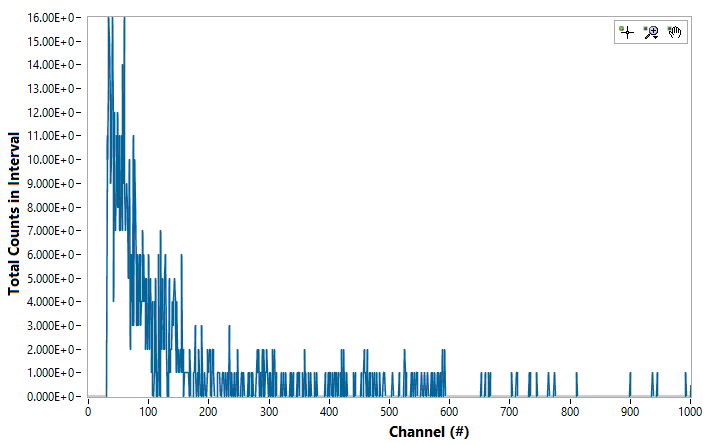 16.00E+0
15.00E+0
14.00E+0
13.00E+0
12.00E+0
11.00E+0
10.00E+0
9.000E+0
8.000E+0
7.000E+0
6.000E+0
5.000E+0
4.000E+0
3.000E+0
2.000E+0
1.000E+0
0.000E+0
Total Counts in Interval
0 100 200 300 400 500 600 700 800 900 1000
Channel (#)